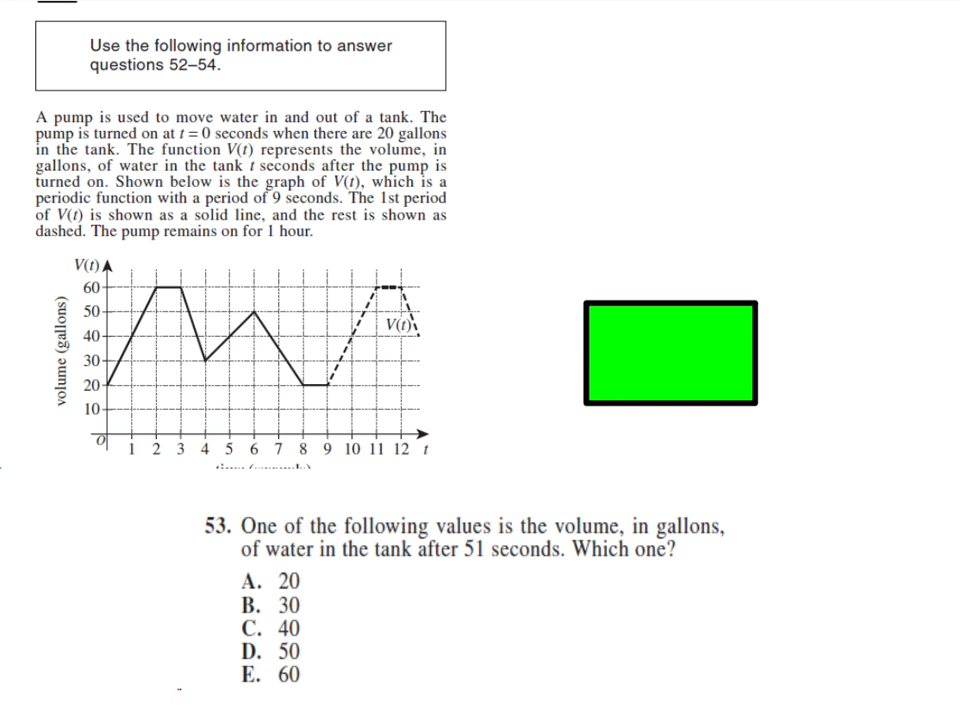 Use the following information to answer
questions 52–54.
A pump is used to move water in and out of a tank. The
pump is turned on at t = 0 seconds when there are 20 gallons
in the tank. The function V(t) represents the volume, in
gallons, of water in the tank t seconds after the pump is
turned on. Shown below is the graph of V(t), which is a
periodic function with a period of 9 seconds. The 1st period
of V(t) is shown as a solid line, and the rest is shown as
dashed. The pump remains on for 1 hour.
V(t)
60
50
40
30
20
10
O
volume (gallons)
V(t)
1 2 3 4 5 6 7 8 9 10 11 12 t
53. One of the following values is the volume, in gallons,
of water in the tank after 51 seconds. Which one?
A. 20
B. 30
C. 40
D. 50
E. 60